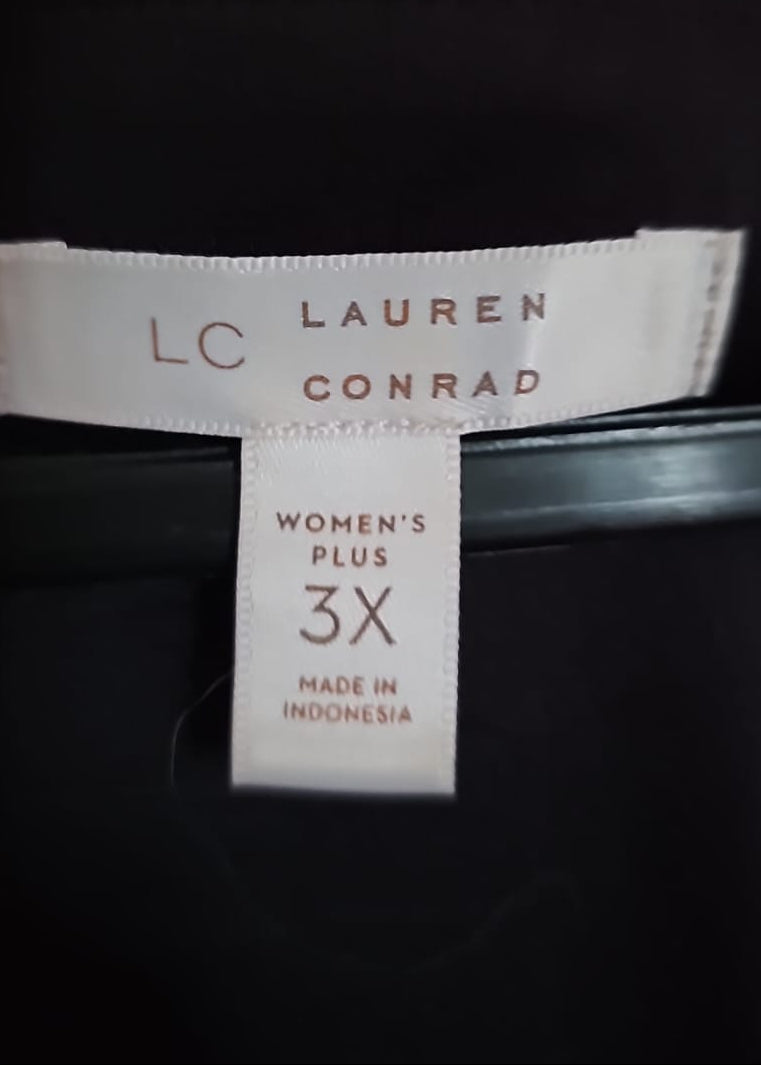 LC LAUREN
CONRAD
WOMEN'S
PLUS
3X
MADE IN
INDONESIA